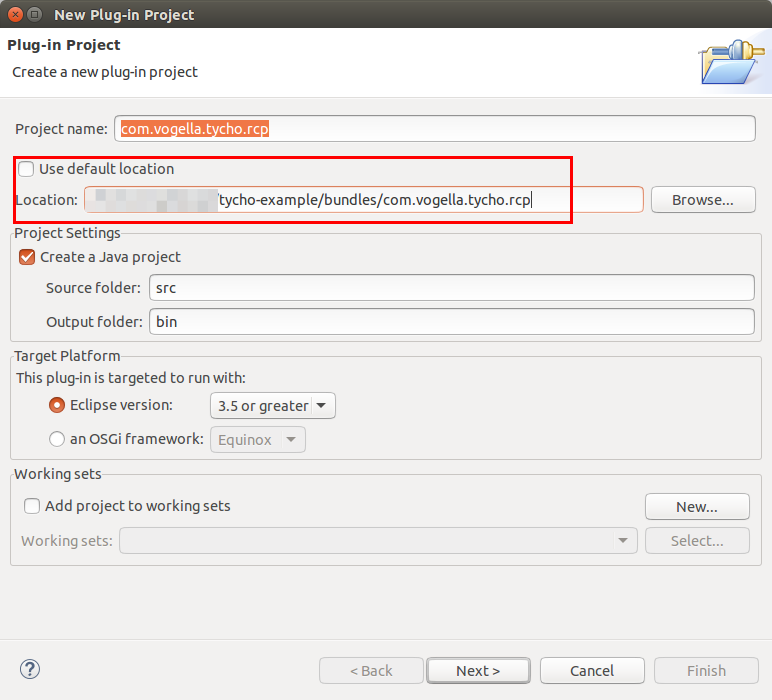 New Plug-in Project
Plug-in Project
Create a new plug-in project
Project name: com.vogella.tycho.rcp
Use default location
Location: /tycho-example/bundles/com.vogella.tycho.rcp Browse...
Project Settings
Create a Java project
Source folder: src
Output folder: bin
Target Platform
This plug-in is targeted to run with:
Eclipse version: 3.5 or greater
an OSGi framework: Equinox
Working sets
Add project to working sets New...
Working sets: Select...
? < Back Next > Cancel Finish